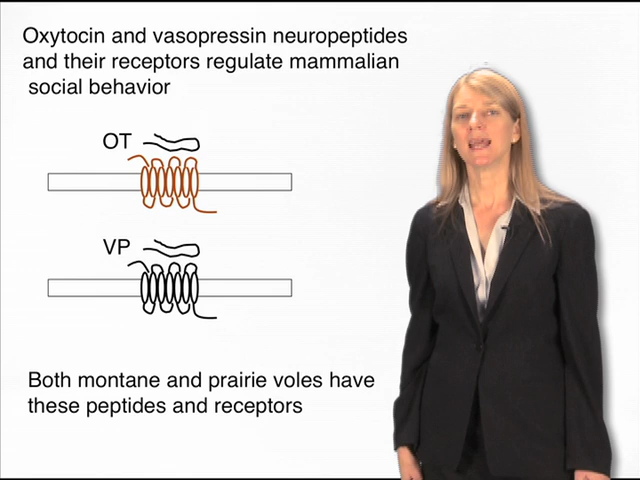 Oxytocin and vasopressin neuropeptides
and their receptors regulate mammalian
social behavior
OT
VP
Both montane and prairie voles have
these peptides and receptors